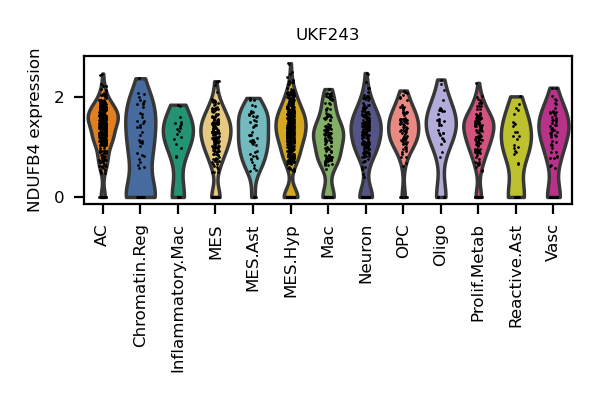 UKF243
NDUFB4 expression
2
0
AC
Chromatin.Reg
Inflammatory.Mac
MES
MES.Ast
MES.Hyp
Mac
Neuron
OPC
Oligo
Prolif.Metab
Reactive.Ast
Vasc